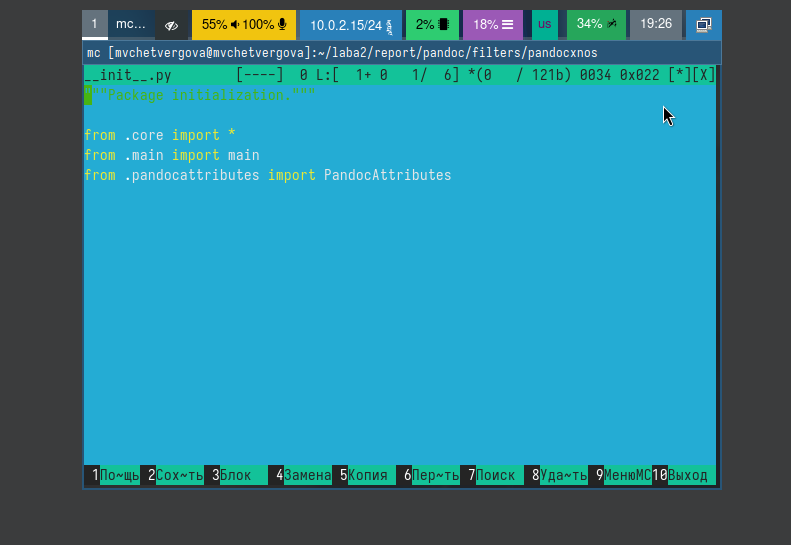 1 mc... 55% 100% 10.0.2.15/24 2% 18% us 34% 19:26
mc [mvchetvergova@mvchetvergova]:~/laba2/report/pandoc/filters/pandocxnos
__init__.py [----] 0 L:[ 1+ 0 1/ 6] *(0 / 121b) 0034 0x022 [*][X]
"""Package initialization."""
from .core import *
from .main import main
from .pandocattributes import PandocAttributes
1По~щь 2Сох~ть 3Блок 4Замена 5Копия 6Пер~ть 7Поиск 8Уда~ть 9МенюMC 10Выход